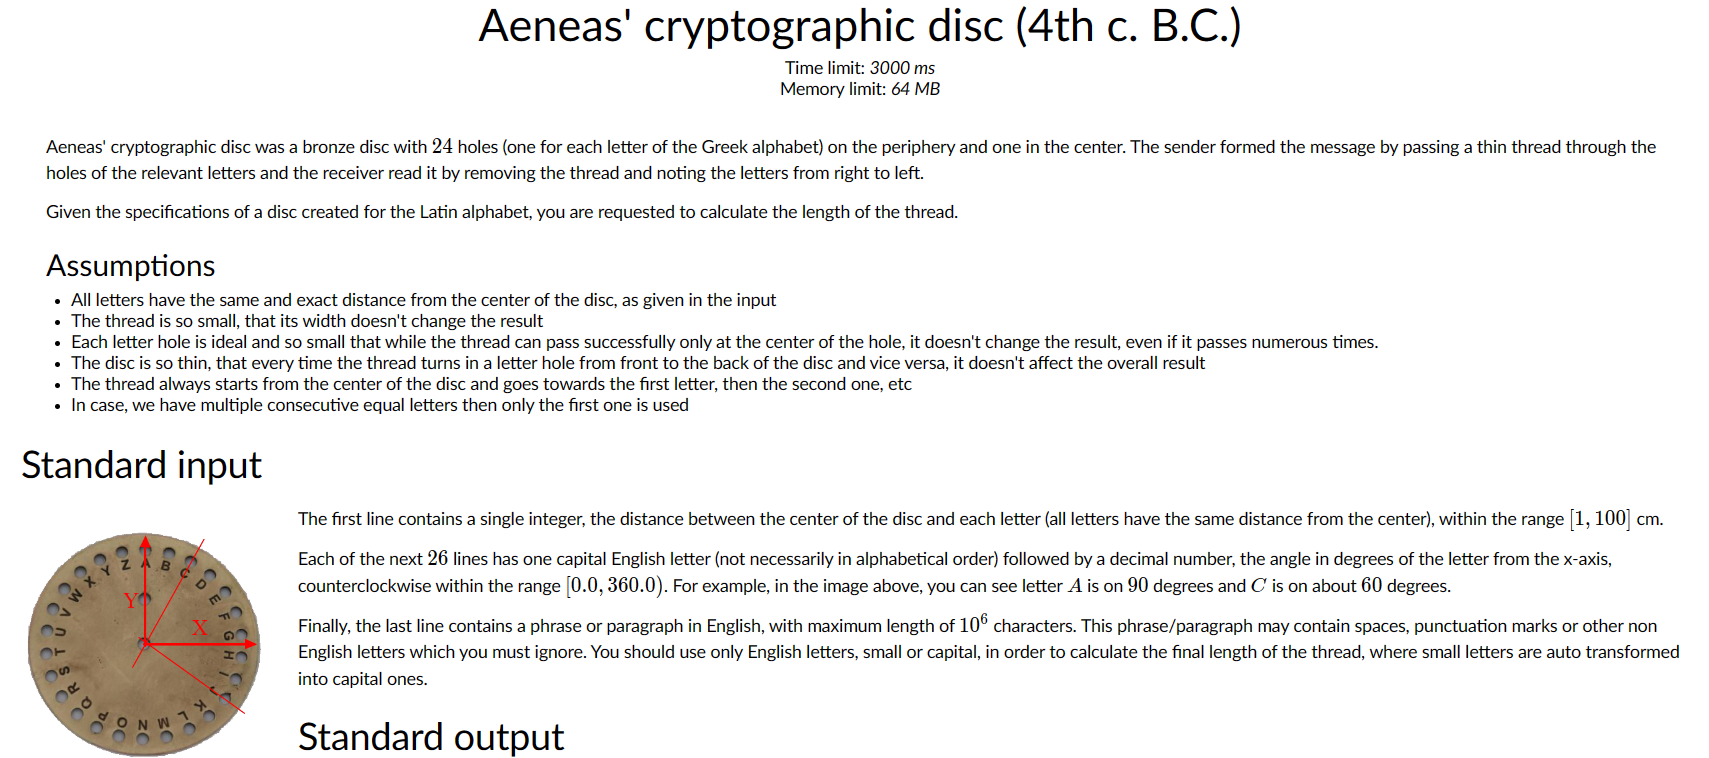 Aeneas' cryptographic disc (4th c. B.C.)
Time limit: 3000 ms
Memory limit: 64 MB
Aeneas' cryptographic disc was a bronze disc with 24 holes (one for each letter of the Greek alphabet) on the periphery and one in the center. The sender formed the message by passing a thin thread through the
holes of the relevant letters and the receiver read it by removing the thread and noting the letters from right to left.
Given the specifications of a disc created for the Latin alphabet, you are requested to calculate the length of the thread.
Assumptions
• All letters have the same and exact distance from the center of the disc, as given in the input
• The thread is so small, that its width doesn't change the result
• Each letter hole is ideal and so small that while the thread can pass successfully only at the center of the hole, it doesn't change the result, even if it passes numerous times.
• The disc is so thin, that every time the thread turns in a letter hole from front to the back of the disc and vice versa, it doesn't affect the overall result
• The thread always starts from the center of the disc and goes towards the first letter, then the second one, etc
• In case, we have multiple consecutive equal letters then only the first one is used
Standard input
The first line contains a single integer, the distance between the center of the disc and each letter (all letters have the same distance from the center), within the range [1, 100] cm.
Each of the next 26 lines has one capital English letter (not necessarily in alphabetical order) followed by a decimal number, the angle in degrees of the letter from the x-axis,
counterclockwise within the range [0.0, 360.0). For example, in the image above, you can see letter A is on 90 degrees and C is on about 60 degrees.
Finally, the last line contains a phrase or paragraph in English, with maximum length of 10⁶ characters. This phrase/paragraph may contain spaces, punctuation marks or other non
English letters which you must ignore. You should use only English letters, small or capital, in order to calculate the final length of the thread, where small letters are auto transformed
into capital ones.
A B C D E F G H I J K L M N O P Q R S T U V W X Y Z
Y
X
Standard output